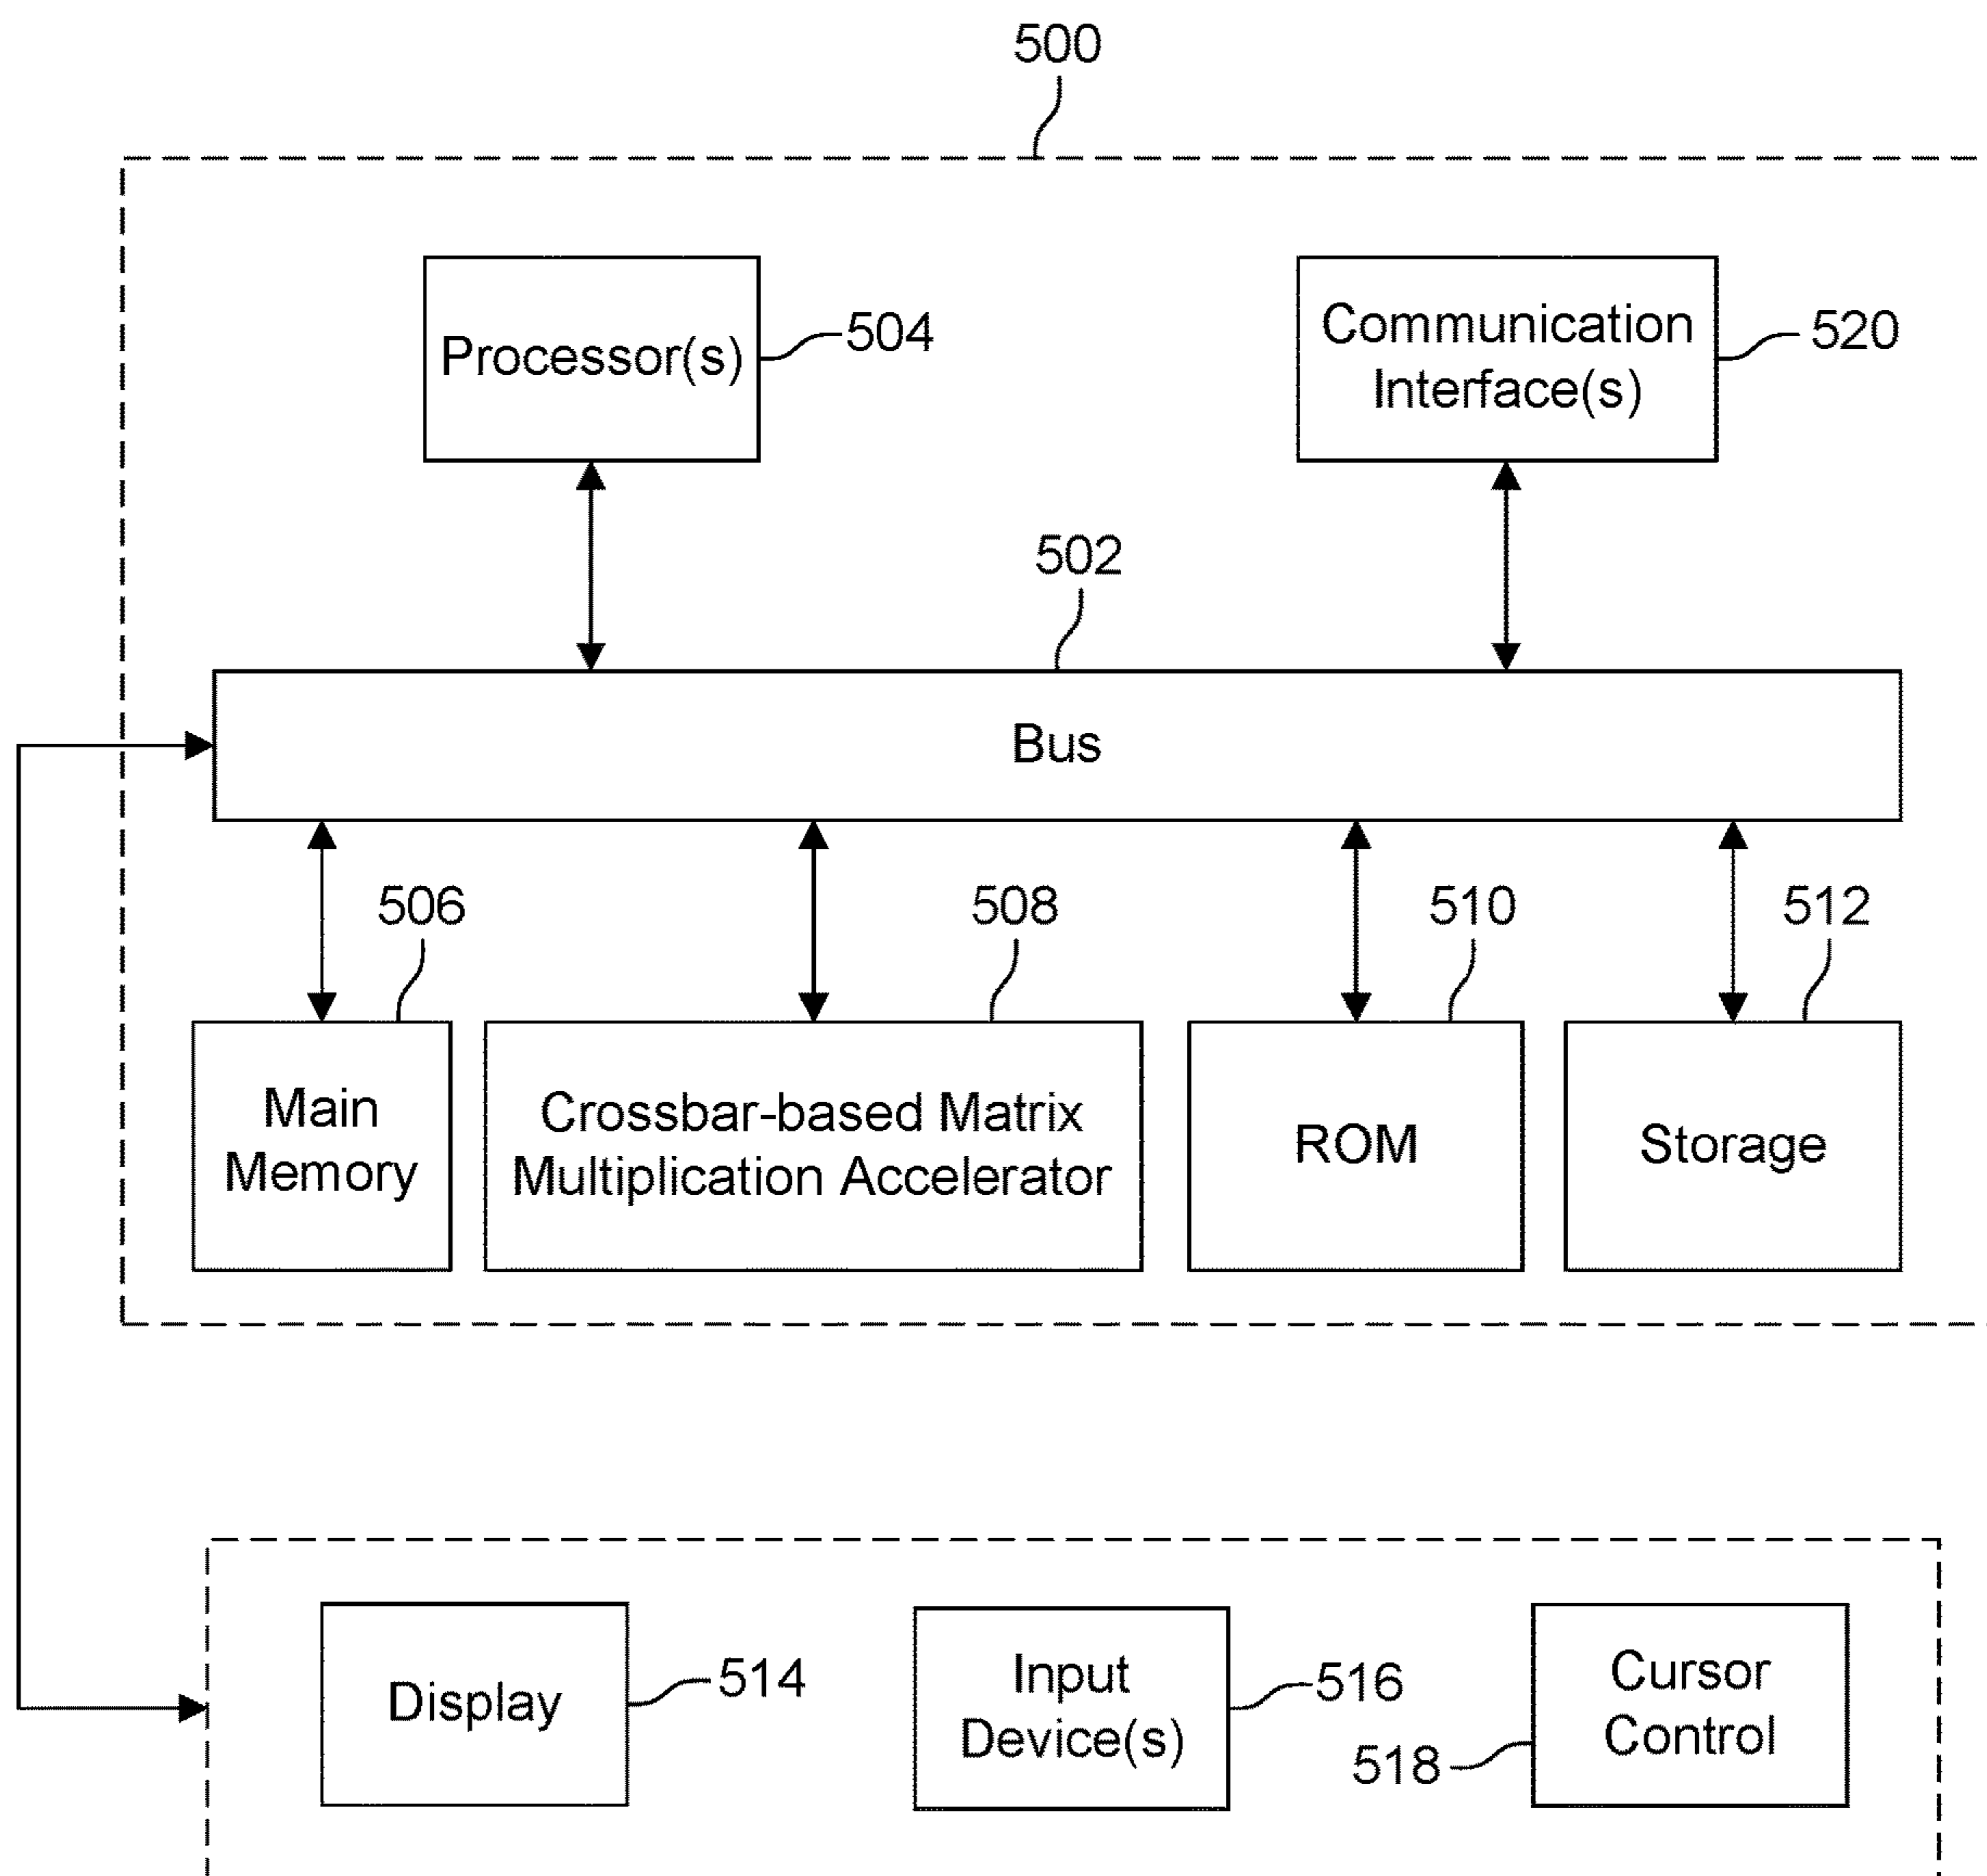 500
Processor(s)
504
Communication
Interface(s)
520
502
Bus
506
508
510
512
Main
Memory
Crossbar-based Matrix
Multiplication Accelerator
ROM
Storage
Display
514
Input
Device(s)
516
Cursor
Control
518